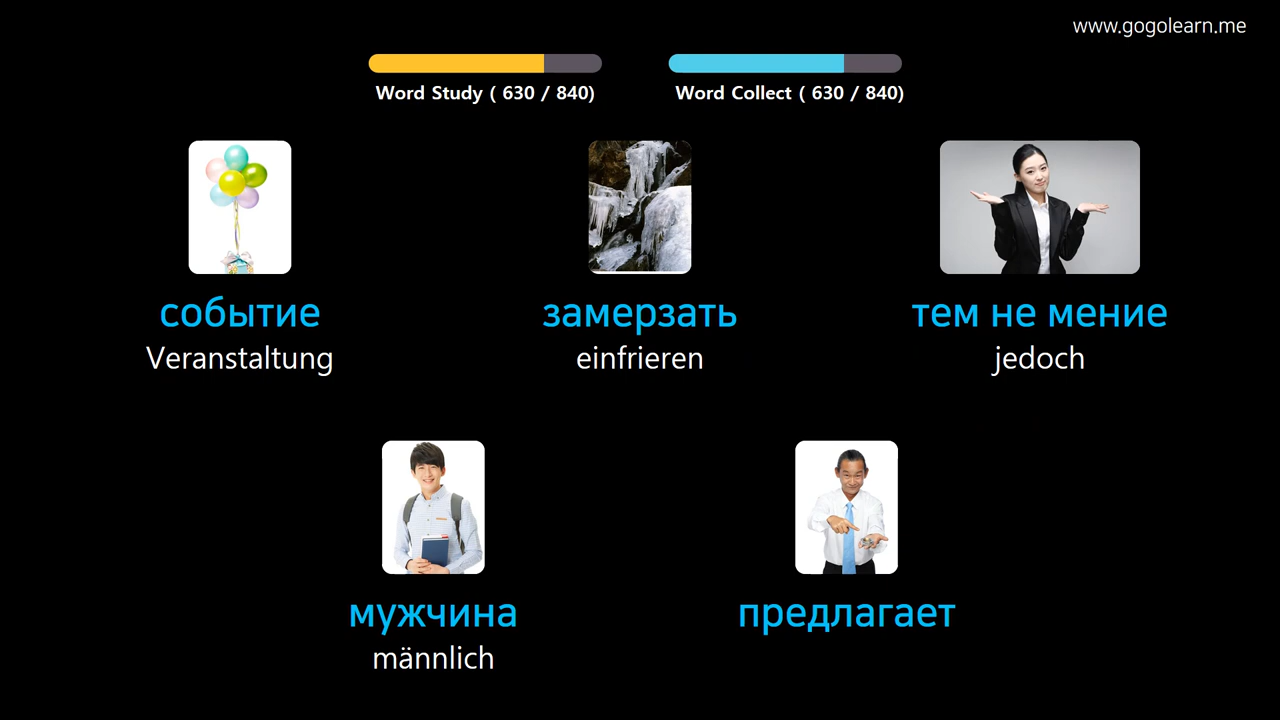 www.gogolearn.me
Word Study ( 630 / 840)
Word Collect ( 630 / 840)
событие
замерзать
тем не мение
Veranstaltung
einfrieren
jedoch
мужчина
предлагает
männlich